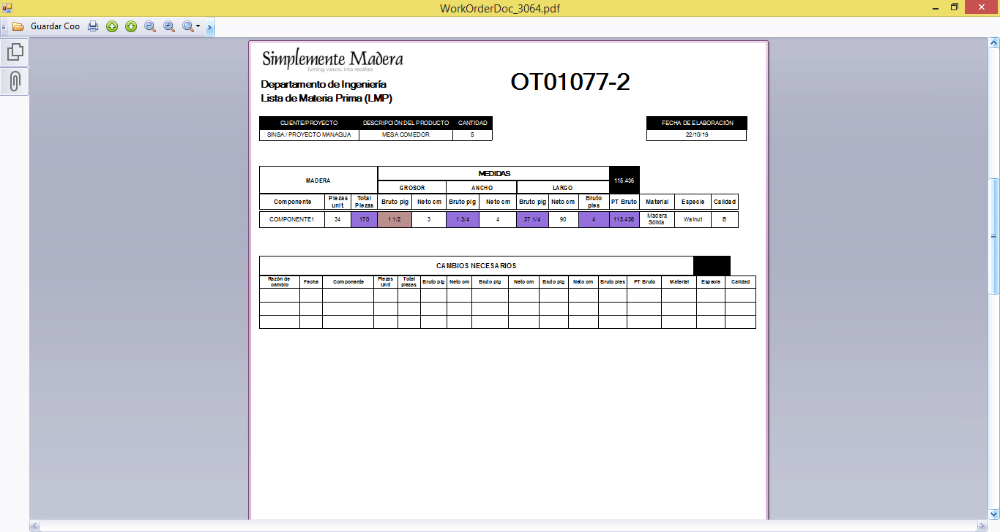 WorkOrderDoc_3064.pdf
Guardar Coo
Simplemente Madera
Turning visions, into realities
Departamento de Ingeniería
Lista de Materia Prima (LMP)
OT01077-2
CLIENTE/PROYECTO DESCRIPCIÓN DEL PRODUCTO CANTIDAD
SINSA / PROYECTO MANAGUA MESA COMEDOR 5
FECHA DE ELABORACIÓN
22/10/19
MADERA
MEDIDAS
115.436
GROSOR ANCHO LARGO
Componente Piezas unit. Total Piezas Bruto plg Neto cm Bruto plg Neto cm Bruto plg Neto cm Bruto pies PT Bruto Material Especie Calidad
COMPONENTE1 34 170 1 1/2 3 1 3/4 4 37 1/4 90 4 115.436 Madera Sólida Walnut B
CAMBIOS NECESARIOS
Razón de cambio Fecha Componente Piezas Unit Total piezas Bruto plg Neto cm Bruto plg Neto cm Bruto plg Neto cm Bruto pies PT Bruto Material Especie Calidad